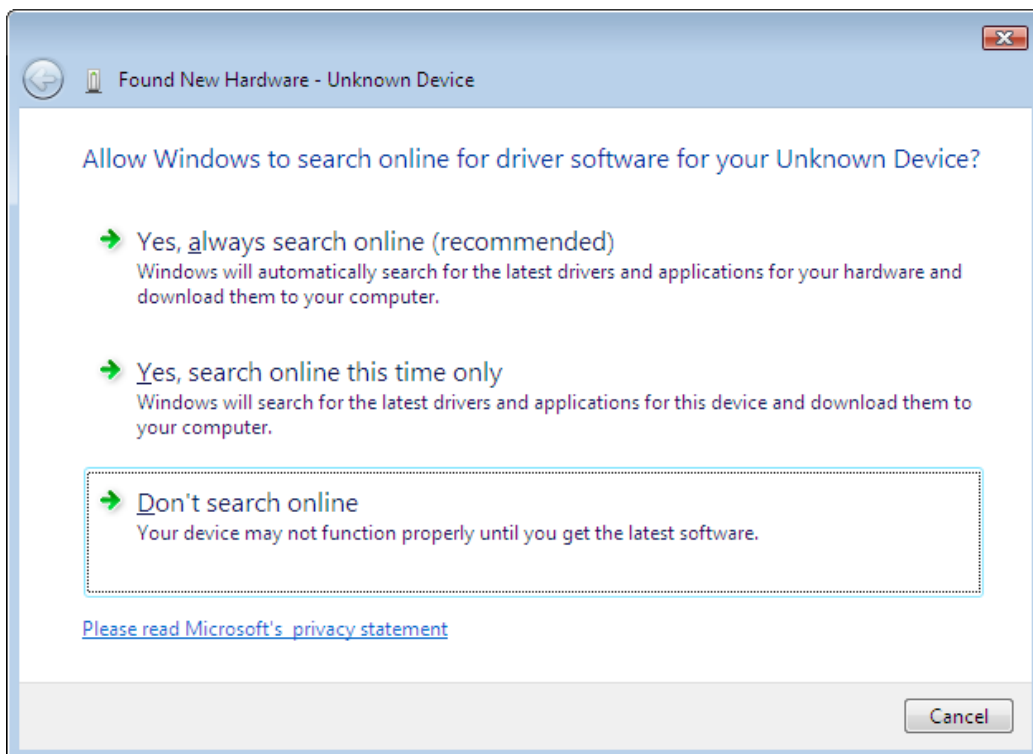 Found New Hardware - Unknown Device
Allow Windows to search online for driver software for your Unknown Device?
Yes, always search online (recommended)
Windows will automatically search for the latest drivers and applications for your hardware and
download them to your computer.
Yes, search online this time only
Windows will search for the latest drivers and applications for this device and download them to
your computer.
Don't search online
Your device may not function properly until you get the latest software.
Please read Microsoft's privacy statement
Cancel